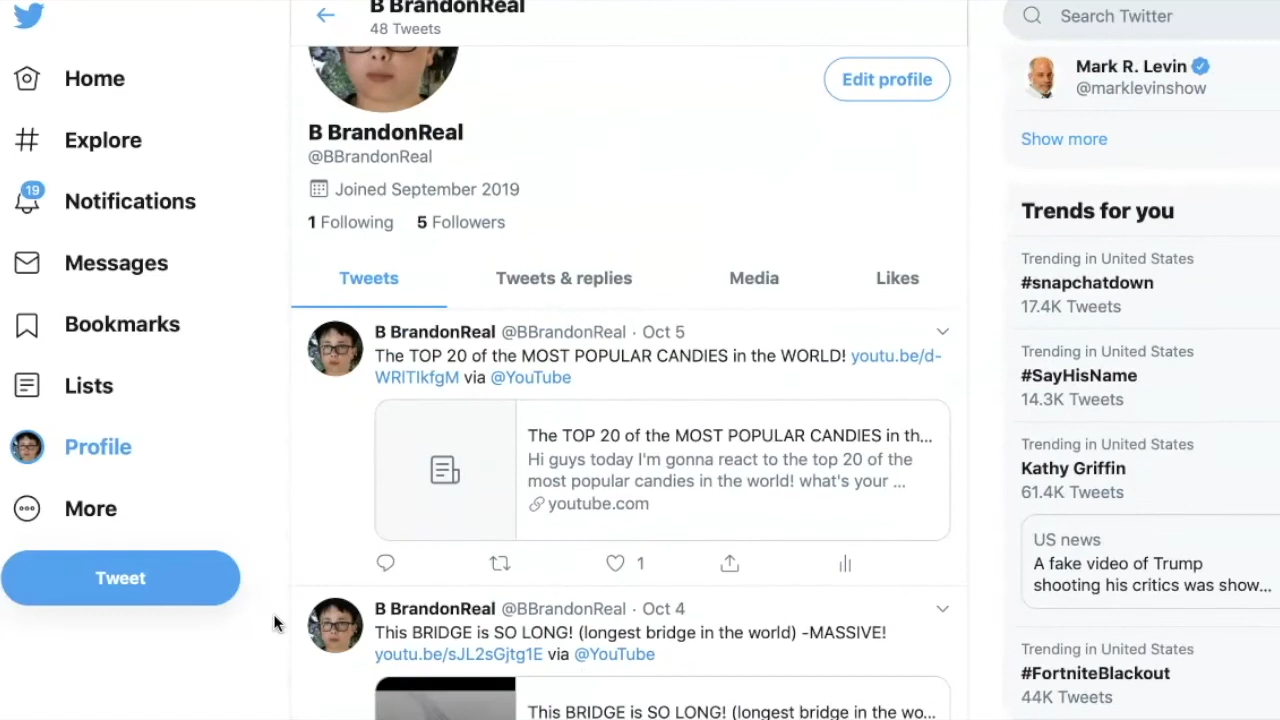 Home
Explore
19
Notifications
Messages
Bookmarks
Lists
Profile
More
Tweet
B BrandonReal
48 Tweets
Edit profile
B BrandonReal
@BBrandonReal
Joined September 2019
1 Following 5 Followers
Tweets Tweets & replies Media Likes
B BrandonReal @BBrandonReal · Oct 5
The TOP 20 of the MOST POPULAR CANDIES in the WORLD! youtu.be/d-
WRITIkfgM via @YouTube
The TOP 20 of the MOST POPULAR CANDIES in th...
Hi guys today I'm gonna react to the top 20 of the
most popular candies in the world! what's your ...
youtube.com
1
B BrandonReal @BBrandonReal · Oct 4
This BRIDGE is SO LONG! (longest bridge in the world) -MASSIVE!
youtu.be/sJL2sGjtg1E via @YouTube
This BRIDGE is SO LONG! (longest bridge in the wo...
Search Twitter
Mark R. Levin
@marklevinshow
Show more
Trends for you
Trending in United States
#snapchatdown
17.4K Tweets
Trending in United States
#SayHisName
14.3K Tweets
Trending in United States
Kathy Griffin
61.4K Tweets
US news
A fake video of Trump
shooting his critics was show...
Trending in United States
#FortniteBlackout
44K Tweets